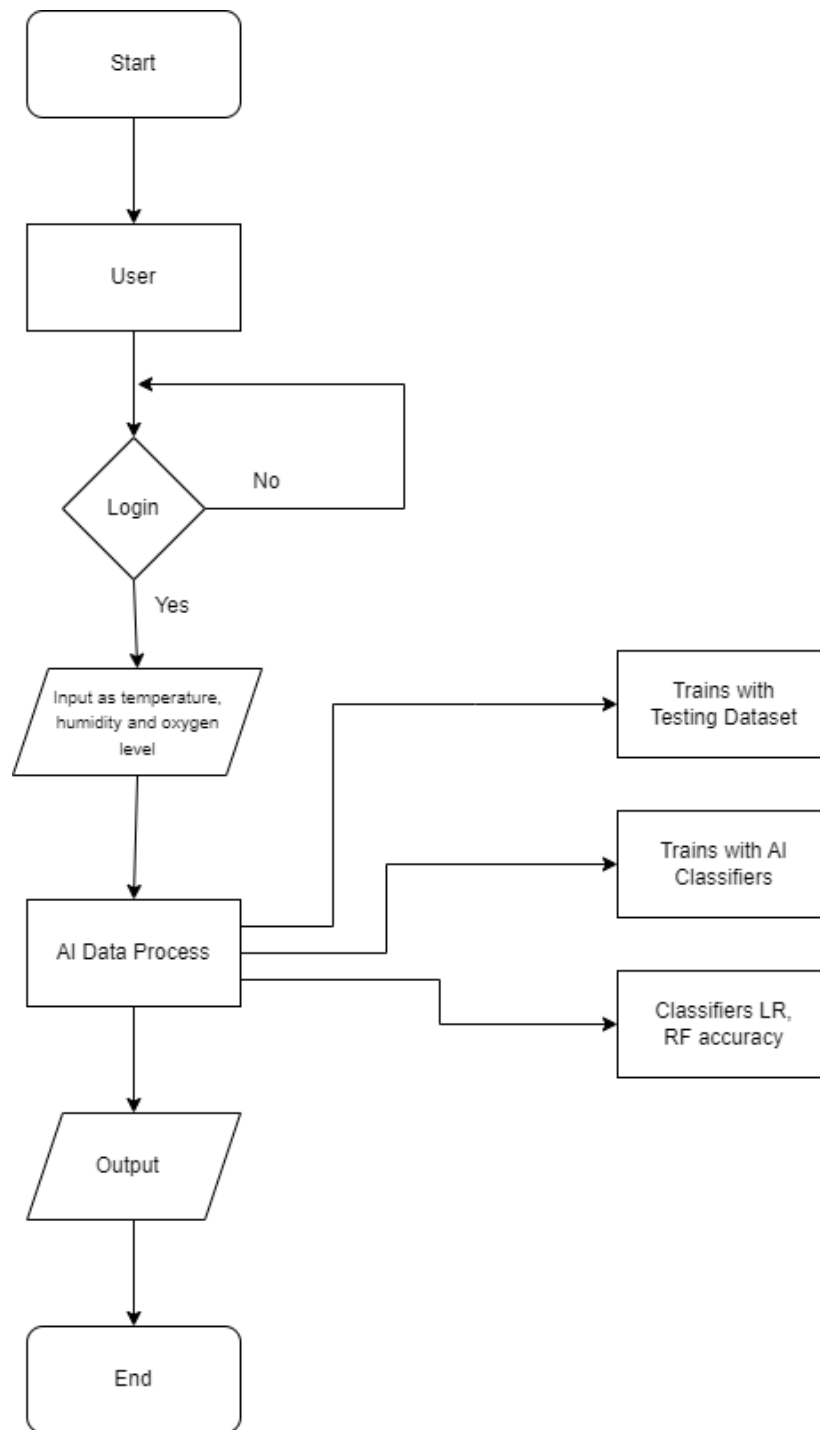 Start
User
Login
No
Yes
Input as temperature,
humidity and oxygen
level
Trains with
Testing Dataset
Trains with AI
Classifiers
AI Data Process
Classifiers LR,
RF accuracy
Output
End